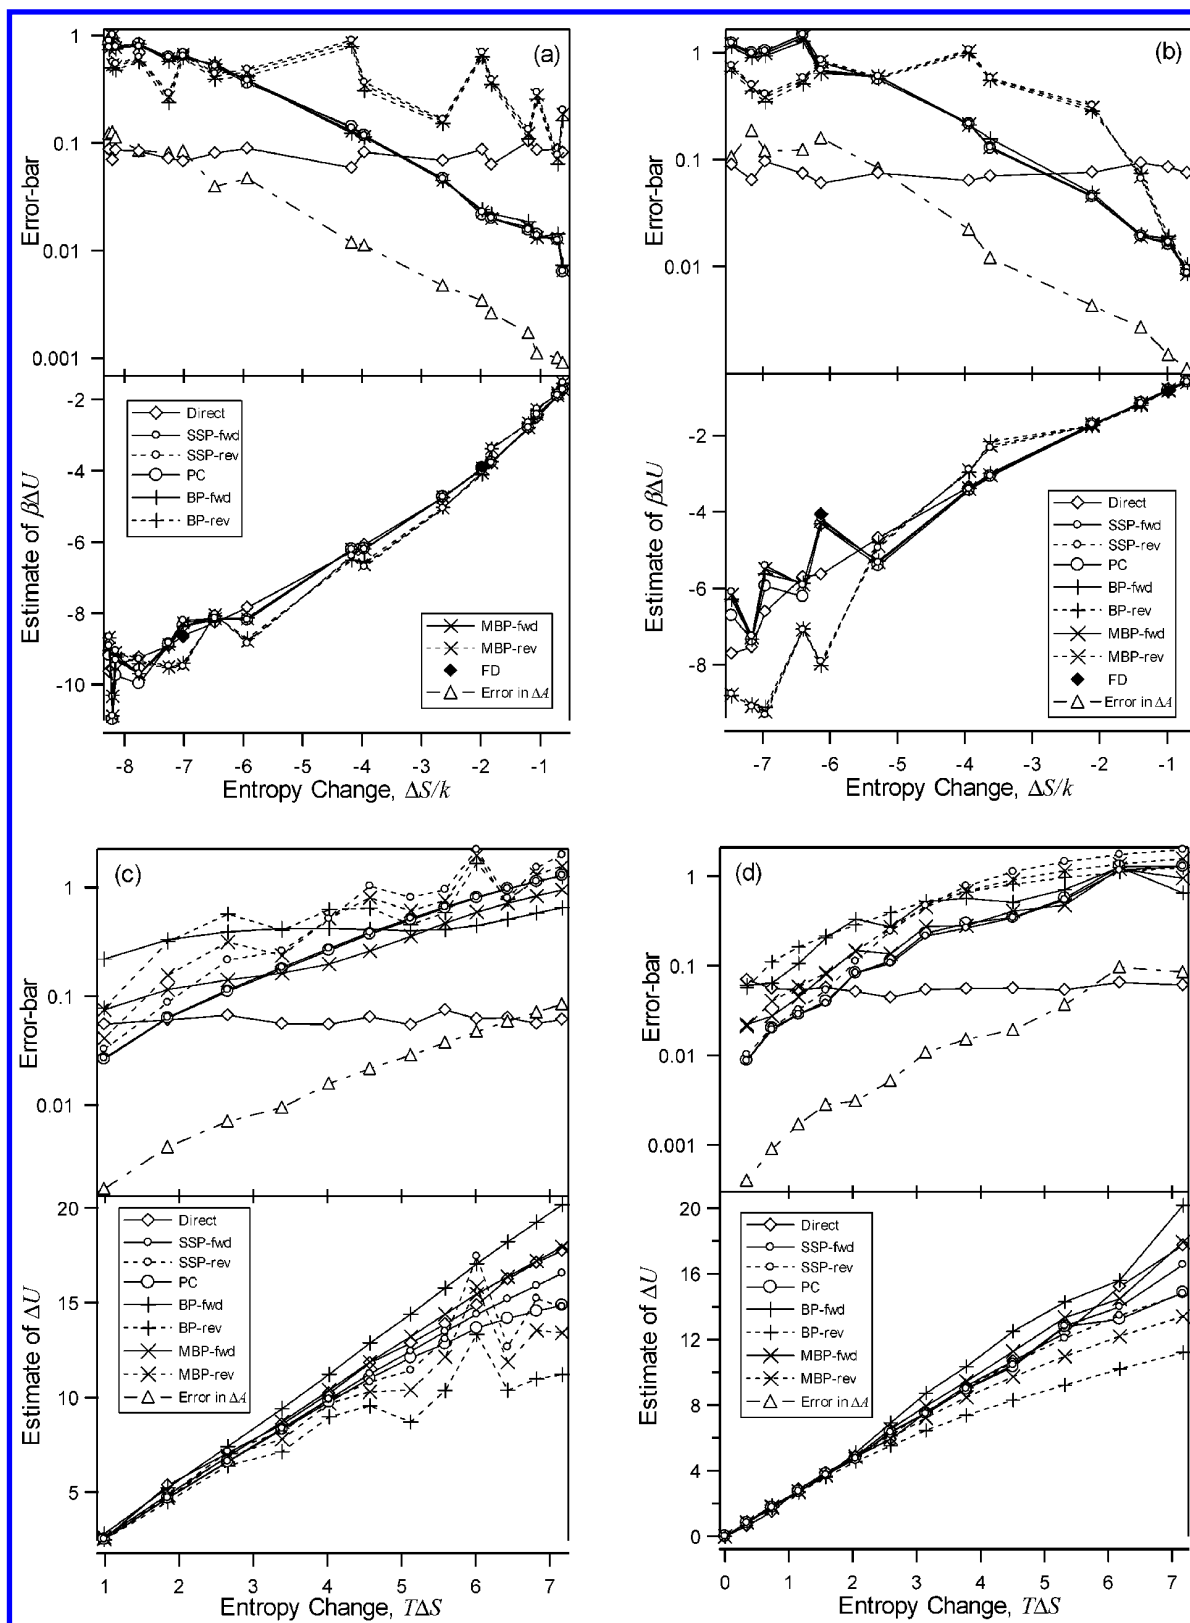 (a)
1
0.1
0.01
0.001
Error-bar
-2
-4
-6
-8
-10
Estimate of βΔU
Direct
SSP-fwd
SSP-rev
PC
BP-fwd
BP-rev
MBP-fwd
MBP-rev
FD
Error in ΔA
-8 -7 -6 -5 -4 -3 -2 -1
Entropy Change, ΔS/k
(b)
1
0.1
0.01
Error-bar
-2
-4
-6
-8
Estimate of βΔU
Direct
SSP-fwd
SSP-rev
PC
BP-fwd
BP-rev
MBP-fwd
MBP-rev
FD
Error in ΔA
-7 -6 -5 -4 -3 -2 -1
Entropy Change, ΔS/k
(c)
1
0.1
0.01
Error-bar
20
15
10
5
Estimate of ΔU
Direct
SSP-fwd
SSP-rev
PC
BP-fwd
BP-rev
MBP-fwd
MBP-rev
Error in ΔA
1 2 3 4 5 6 7
Entropy Change, TΔS
(d)
1
0.1
0.01
0.001
Error-bar
20
16
12
8
4
0
Estimate of ΔU
Direct
SSP-fwd
SSP-rev
PC
BP-fwd
BP-rev
MBP-fwd
MBP-rev
Error in ΔA
0 1 2 3 4 5 6 7
Entropy Change, TΔS